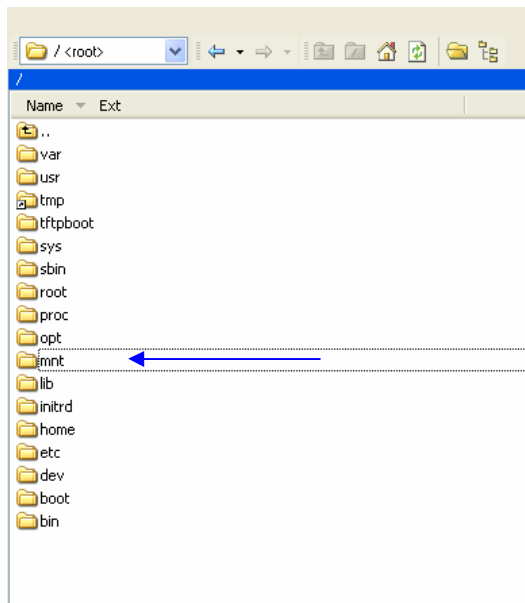 / <root>
/
Name Ext
..
var
usr
tmp
tftpboot
sys
sbin
root
proc
opt
mnt
lib
initrd
home
etc
dev
boot
bin